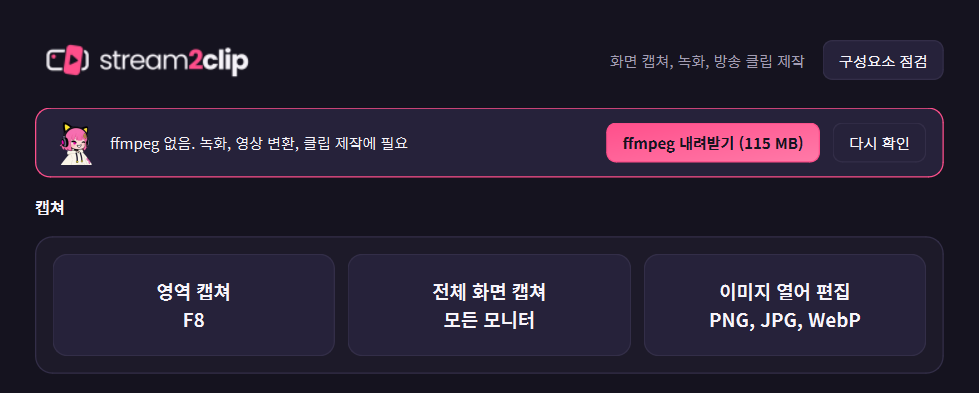 stream2clip
화면 캡쳐, 녹화, 방송 클립 제작
구성요소 점검
ffmpeg 없음. 녹화, 영상 변환, 클립 제작에 필요
ffmpeg 내려받기 (115 MB)
다시 확인
캡쳐
영역 캡쳐
F8
전체 화면 캡쳐
모든 모니터
이미지 열어 편집
PNG, JPG, WebP